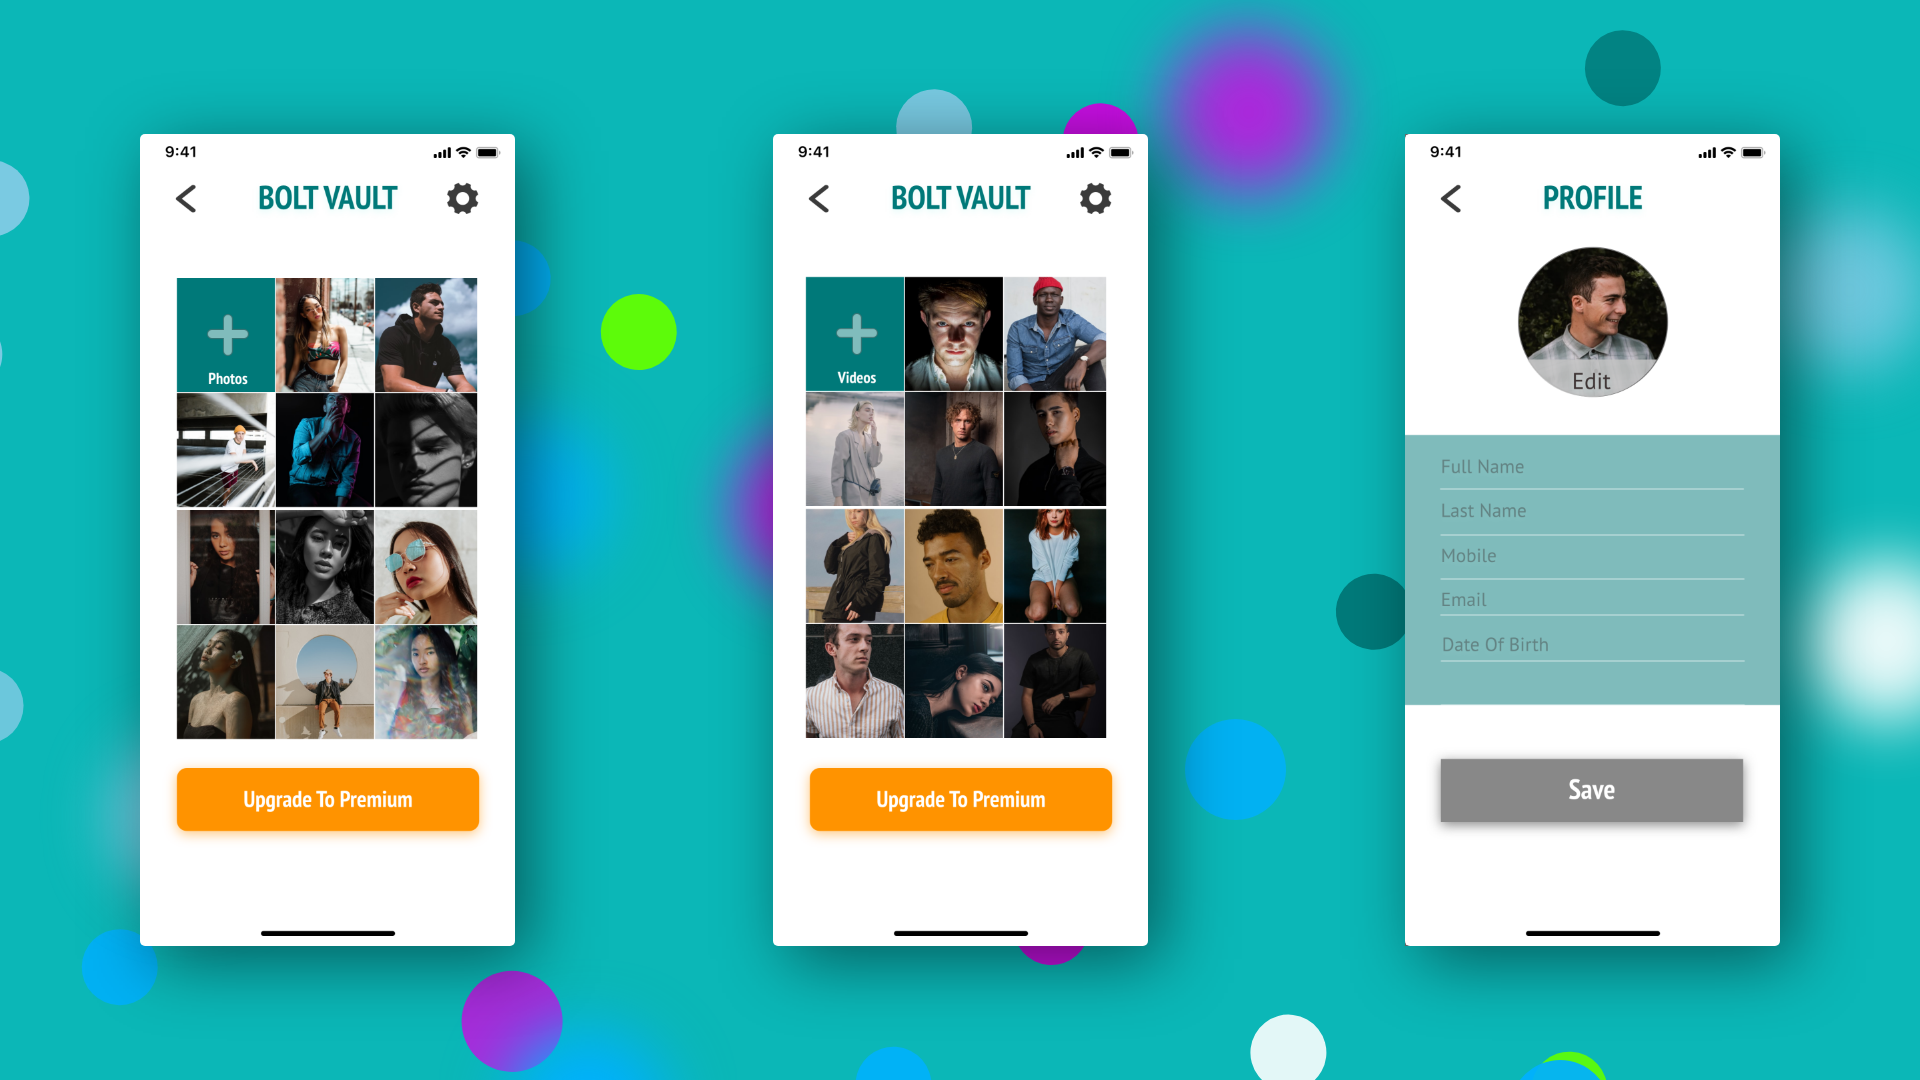 9:41
BOLT VAULT
Photos
Upgrade To Premium
9:41
BOLT VAULT
Videos
Upgrade To Premium
9:41
PROFILE
Edit
Full Name
Last Name
Mobile
Email
Date Of Birth
Save